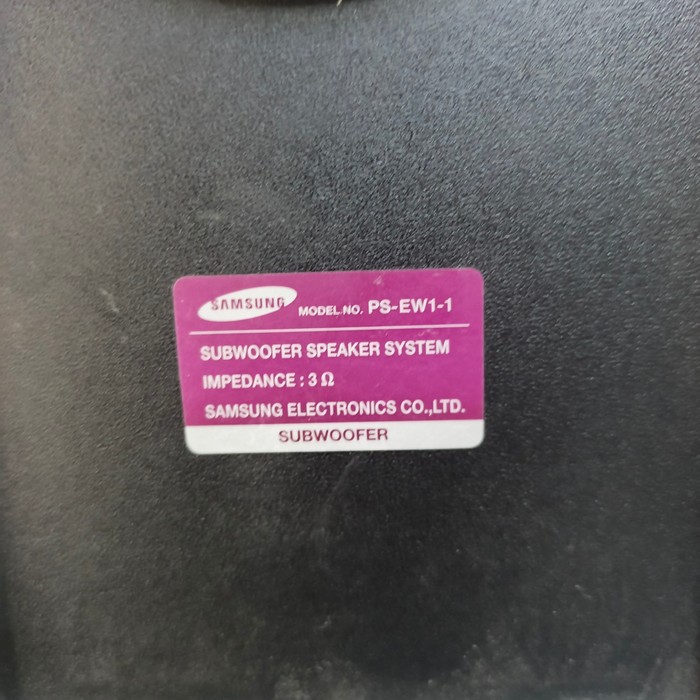 SAMSUNG MODEL NO. PS-EW1-1
SUBWOOFER SPEAKER SYSTEM
IMPEDANCE : 3 Ω
SAMSUNG ELECTRONICS CO.,LTD.
SUBWOOFER